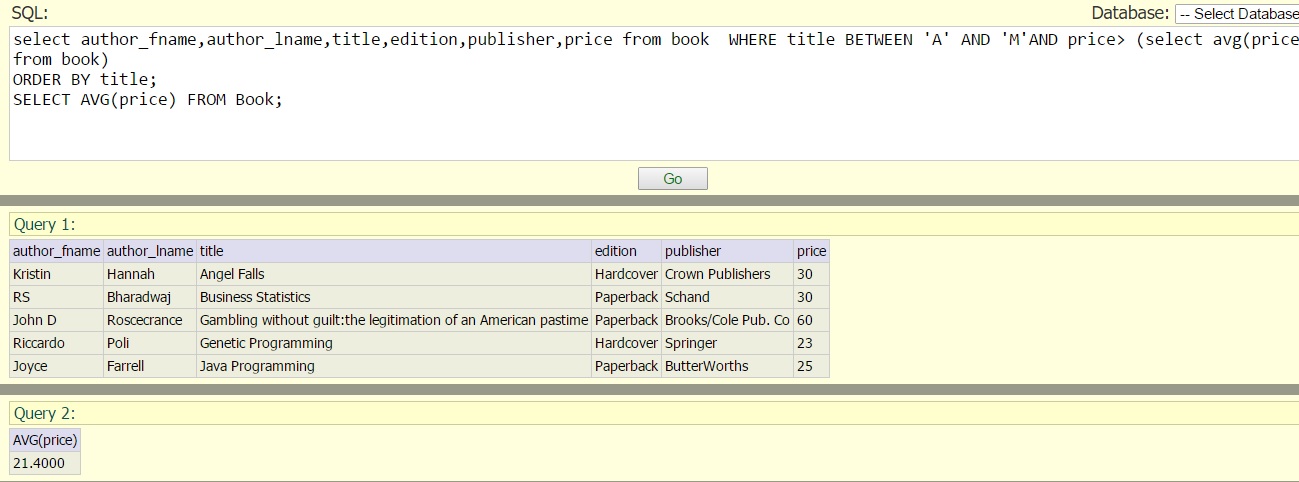 SQL:
Database: -- Select Database
select author_fname,author_lname,title,edition,publisher,price from book  WHERE title BETWEEN 'A' AND 'M'AND price> (select avg(price
from book)
ORDER BY title;
SELECT AVG(price) FROM Book;
Go
Query 1:
author_fname author_lname title edition publisher price
Kristin Hannah Angel Falls Hardcover Crown Publishers 30
RS Bharadwaj Business Statistics Paperback Schand 30
John D Roscecrance Gambling without guilt:the legitimation of an American pastime Paperback Brooks/Cole Pub. Co 60
Riccardo Poli Genetic Programming Hardcover Springer 23
Joyce Farrell Java Programming Paperback ButterWorths 25
Query 2:
AVG(price)
21.4000